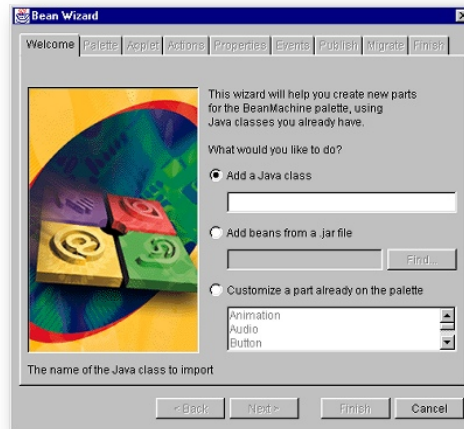 Bean Wizard
Welcome Palette Applet Actions Properties Events Publish Migrate Finish
This wizard will help you create new parts
for the BeanMachine palette, using
Java classes you already have.
What would you like to do?
Add a Java class
Add beans from a .jar file
Find...
Customize a part already on the palette
Animation
Audio
Button
The name of the Java class to import
<Back Next> Finish Cancel